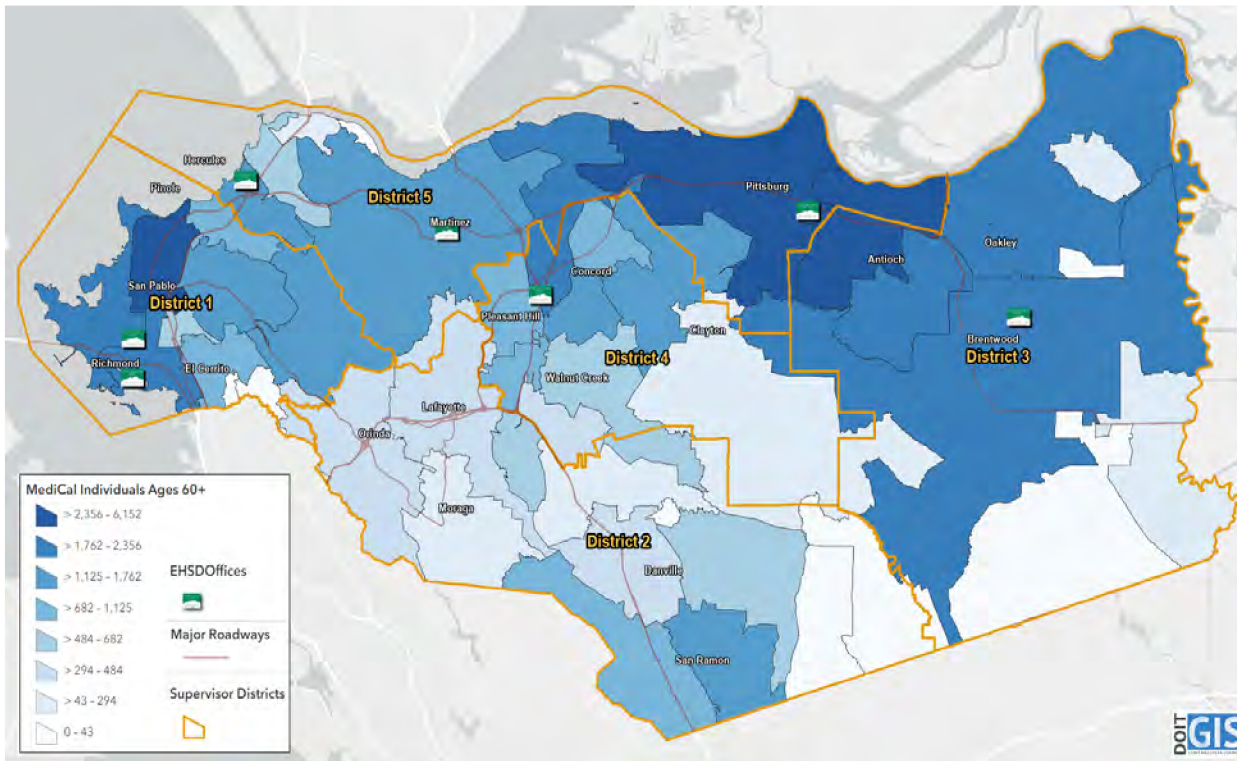 Hercules
Pinole
District 5
Martinez
Pittsburg
Oakley
Antioch
San Pablo
District 1
Concord
Pleasant Hill
Clayton
Brentwood
District 3
Richmond
El Cerrito
District 4
Walnut Creek
Lafayette
Orinda
Moraga
District 2
Danville
San Ramon
MediCal Individuals Ages 60+
> 2,356 - 6,152
> 1,762 - 2,356
> 1,125 - 1,762
> 682 - 1,125
> 484 - 682
> 294 - 484
> 43 - 294
0 - 43
EHSDOffices
Major Roadways
Supervisor Districts
DOIT
GIS